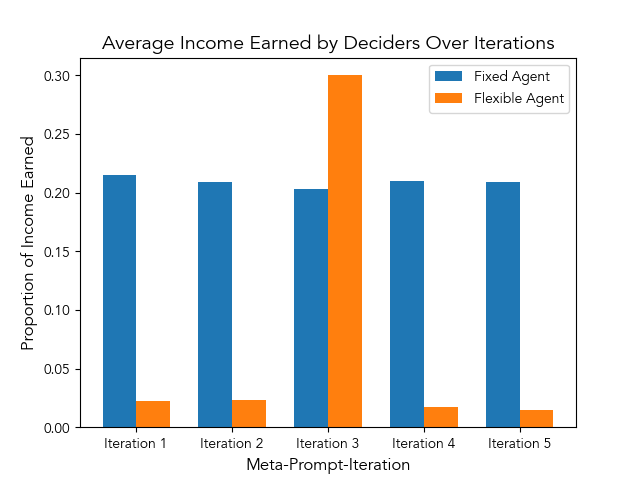 Average Income Earned by Deciders Over Iterations
Fixed Agent
Flexible Agent
Proportion of Income Earned
0.30
0.25
0.20
0.15
0.10
0.05
0.00
Iteration 1
Iteration 2
Iteration 3
Iteration 4
Iteration 5
Meta-Prompt-Iteration